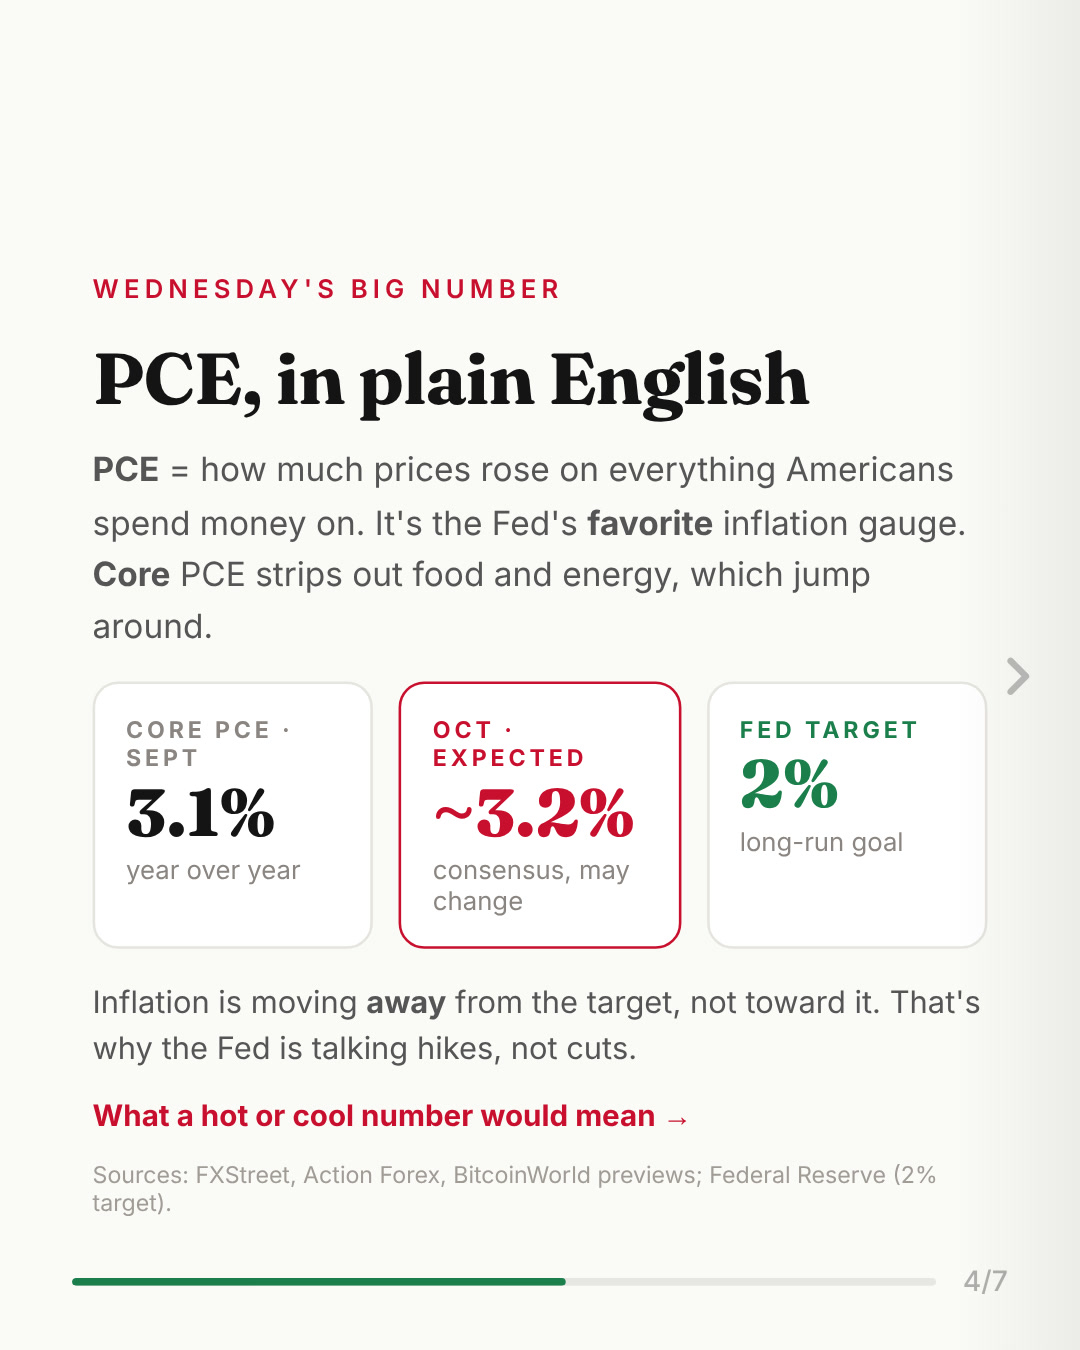 WEDNESDAY'S BIG NUMBER
PCE, in plain English
PCE = how much prices rose on everything Americans
spend money on. It's the Fed's favorite inflation gauge.
Core PCE strips out food and energy, which jump
around.
CORE PCE ·
SEPT
3.1%
year over year
OCT ·
EXPECTED
~3.2%
consensus, may
change
FED TARGET
2%
long-run goal
Inflation is moving away from the target, not toward it. That's
why the Fed is talking hikes, not cuts.
What a hot or cool number would mean →
Sources: FXStreet, Action Forex, BitcoinWorld previews; Federal Reserve (2%
target).
4/7